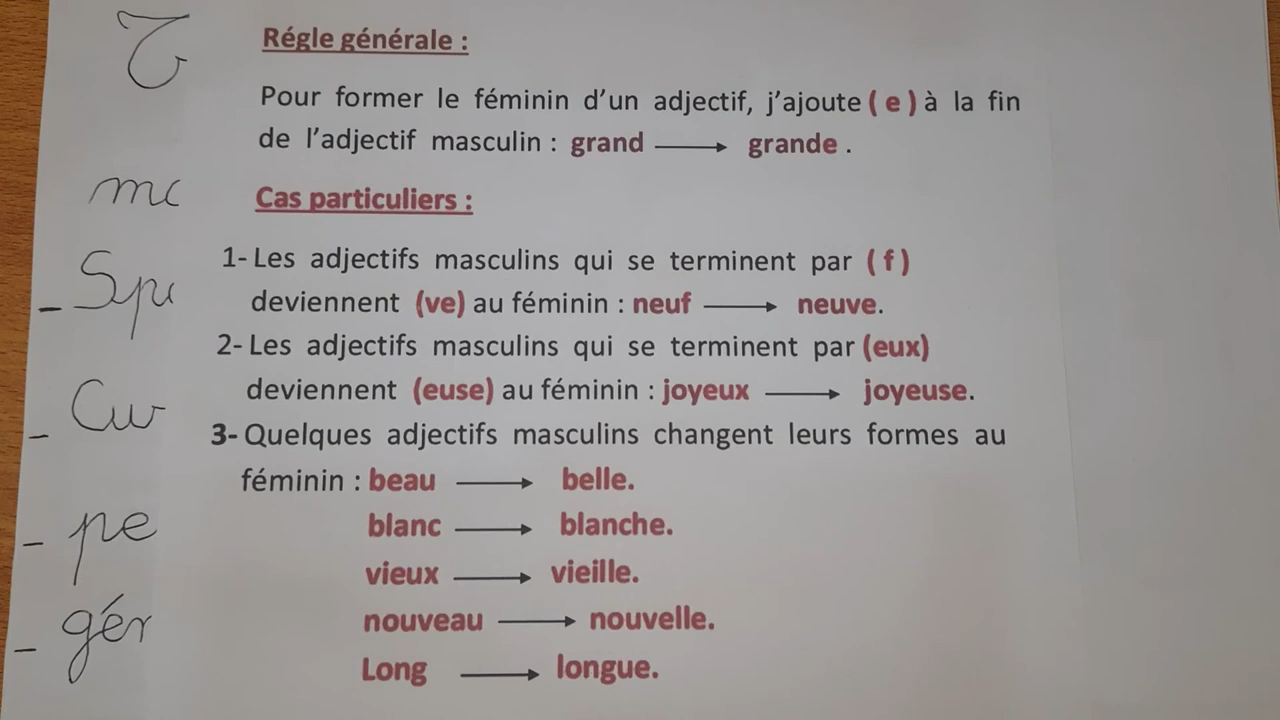 Régle générale :
Pour former le féminin d'un adjectif, j'ajoute ( e ) à la fin
de l'adjectif masculin : grand → grande .
Cas particuliers :
1- Les adjectifs masculins qui se terminent par ( f )
deviennent (ve) au féminin : neuf → neuve.
2- Les adjectifs masculins qui se terminent par (eux)
deviennent (euse) au féminin : joyeux → joyeuse.
3- Quelques adjectifs masculins changent leurs formes au
féminin : beau → belle.
blanc → blanche.
vieux → vieille.
nouveau → nouvelle.
Long → longue.
- pe
- gér